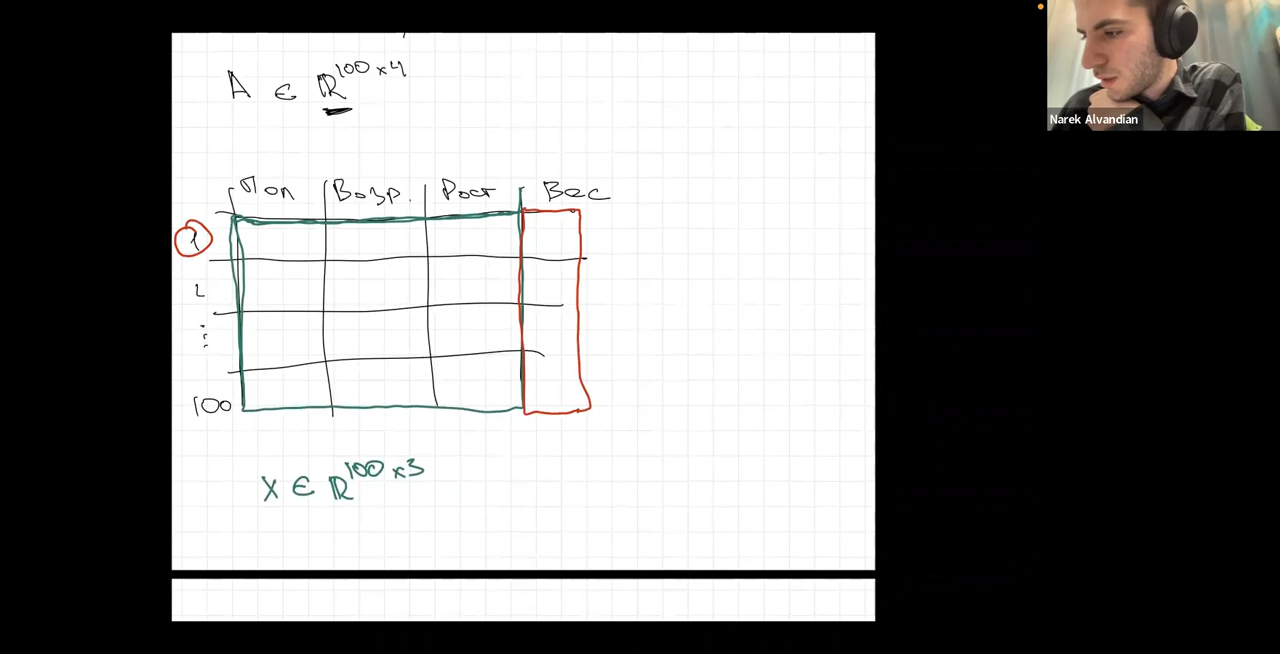 A ∈ ℝ^100×4
Narek Alvandian
Пол Возр. Рост Вес
1
2
⋮
100
X ∈ ℝ^100×3